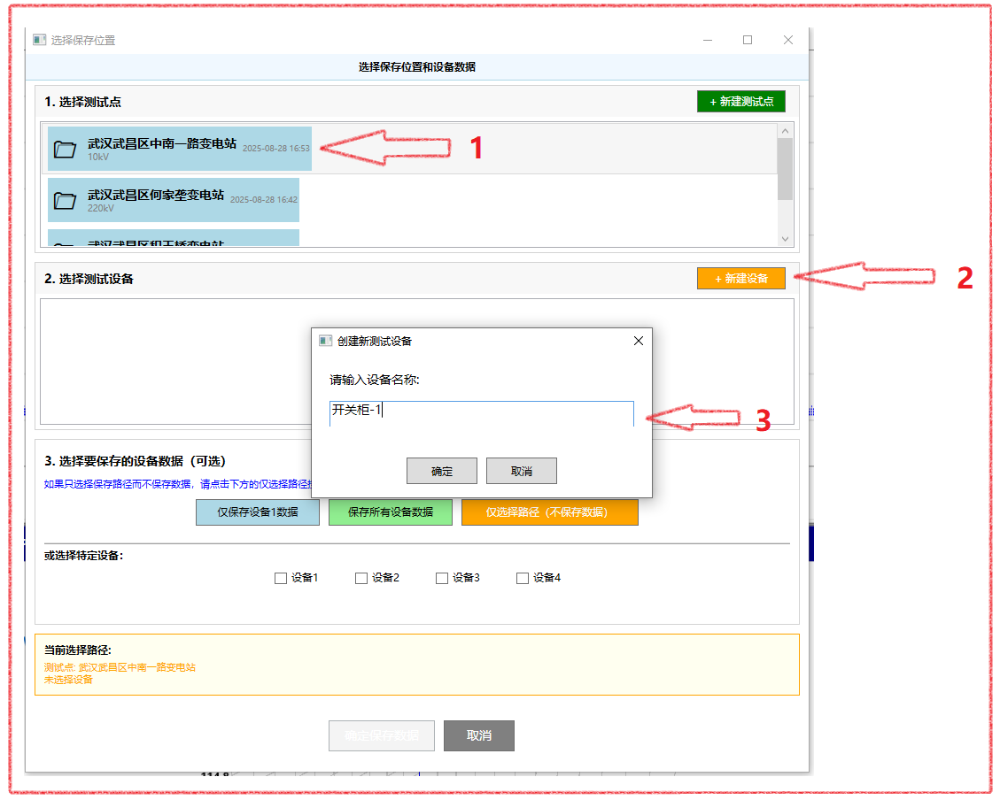 选择保存位置
选择保存位置和设备数据
1. 选择测试点
+ 新建测试点
武汉武昌区中南一路变电站 2025-08-28 16:53
10kV
1
武汉武昌区何家垄变电站 2025-08-28 16:42
220kV
武汉武昌区和平桥变电站
2. 选择测试设备
+ 新建设备
2
创建新测试设备
请输入设备名称:
开关柜-1
3
确定
取消
3. 选择要保存的设备数据（可选）
如果只选择保存路径而不保存数据，请点击下方的仅选择路径
仅保存设备1数据
保存所有设备数据
仅选择路径（不保存数据）
或选择特定设备:
设备1
设备2
设备3
设备4
当前选择路径:
测试点: 武汉武昌区中南一路变电站
未选择设备
确定保存数据
取消
114.8